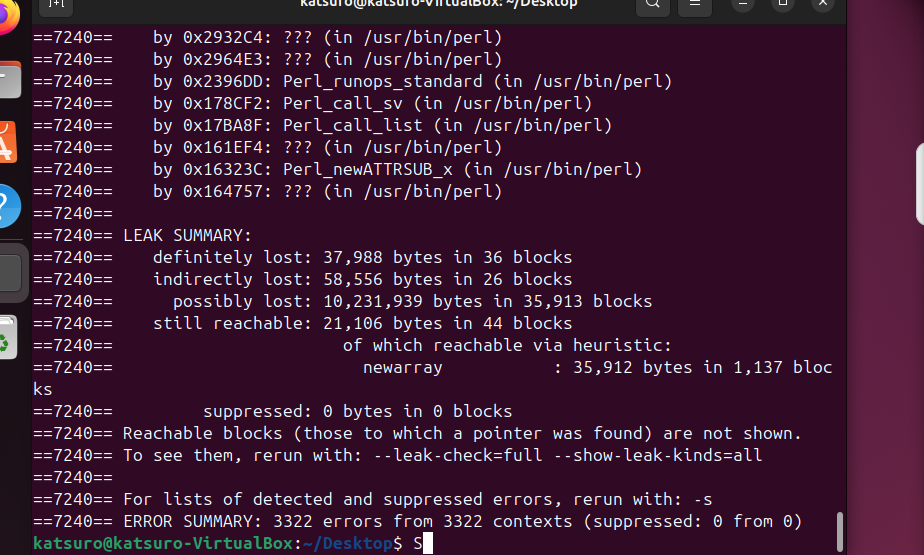 katsuro@katsuro-VirtualBox: ~/Desktop
==7240==    by 0x2932C4: ??? (in /usr/bin/perl)
==7240==    by 0x2964E3: ??? (in /usr/bin/perl)
==7240==    by 0x2396DD: Perl_runops_standard (in /usr/bin/perl)
==7240==    by 0x178CF2: Perl_call_sv (in /usr/bin/perl)
==7240==    by 0x17BA8F: Perl_call_list (in /usr/bin/perl)
==7240==    by 0x161EF4: ??? (in /usr/bin/perl)
==7240==    by 0x16323C: Perl_newATTRSUB_x (in /usr/bin/perl)
==7240==    by 0x164757: ??? (in /usr/bin/perl)
==7240==
==7240== LEAK SUMMARY:
==7240==    definitely lost: 37,988 bytes in 36 blocks
==7240==    indirectly lost: 58,556 bytes in 26 blocks
==7240==      possibly lost: 10,231,939 bytes in 35,913 blocks
==7240==    still reachable: 21,106 bytes in 44 blocks
==7240==                       of which reachable via heuristic:
==7240==                         newarray           : 35,912 bytes in 1,137 bloc
ks
==7240==         suppressed: 0 bytes in 0 blocks
==7240== Reachable blocks (those to which a pointer was found) are not shown.
==7240== To see them, rerun with: --leak-check=full --show-leak-kinds=all
==7240==
==7240== For lists of detected and suppressed errors, rerun with: -s
==7240== ERROR SUMMARY: 3322 errors from 3322 contexts (suppressed: 0 from 0)
katsuro@katsuro-VirtualBox:~/Desktop$ S